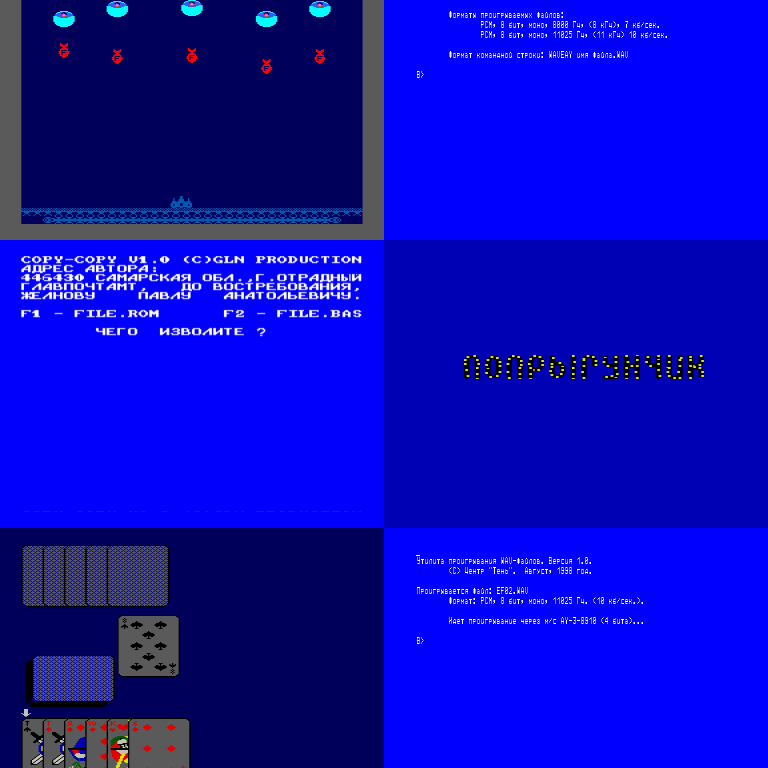 Форматы проигрываемых файлов:
PCM, 8 бит, моно, 8000 Гц, (8 кГц), 7 кб/сек.
PCM, 8 бит, моно, 11025 Гц, (11 кГц) 10 кб/сек.
Формат командной строки: WAVEAY имя файла.WAV
B>
COPY-COPY V1.0 (C)GLN PRODUCTION
АДРЕС АВТОРА:
446430 САМАРСКАЯ ОБЛ.,Г.ОТРАДНЫЙ
ГЛАВПОЧТАМТ, ДО ВОСТРЕБОВАНИЯ,
ЖЕЛНОВУ ПАВЛУ АНАТОЛЬЕВИЧУ.
F1 - FILE.ROM F2 - FILE.BAS
ЧЕГО ИЗВОЛИТЕ ?
ПОПРЫГУНЧИК
Утилита проигрывания WAV-файлов. Версия 1.0.
(C) Центр "Тень". Август, 1998 год.
Проигрывается файл: EF02.WAV
Формат: PCM, 8 бит, моно, 11025 Гц. (10 кб/сек.).
Идет проигрывание через м/с AY-3-8910 (4 бита)...
B>